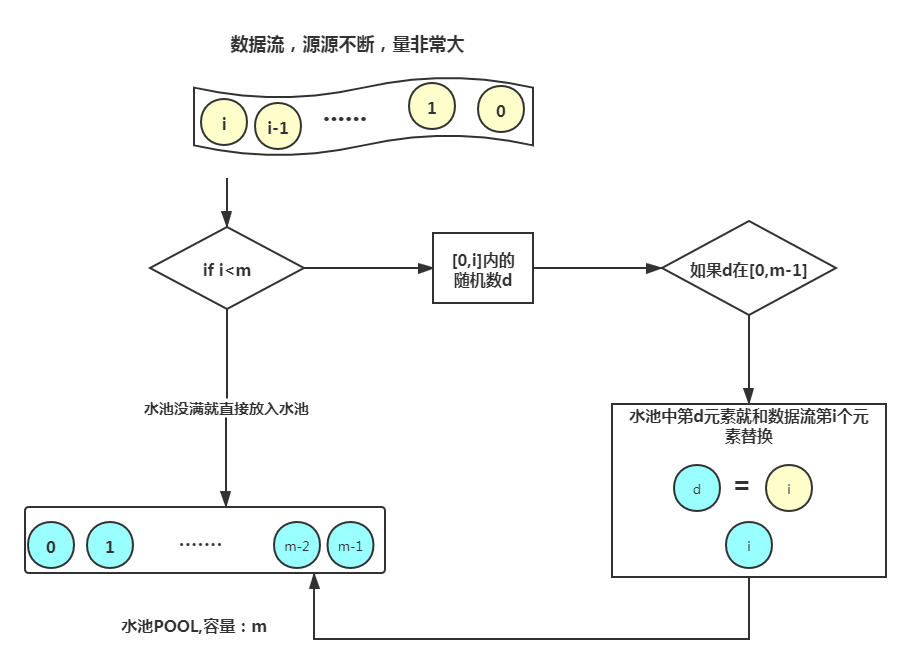 数据流，源源不断，量非常大
i
i-1
······
1
0
if i<m
[0,i]内的
随机数d
如果d在[0,m-1]
水池没满就直接放入水池
水池中第d元素就和数据流第i个元
素替换
d = i
i
0
1
·······
m-2
m-1
水池POOL,容量：m